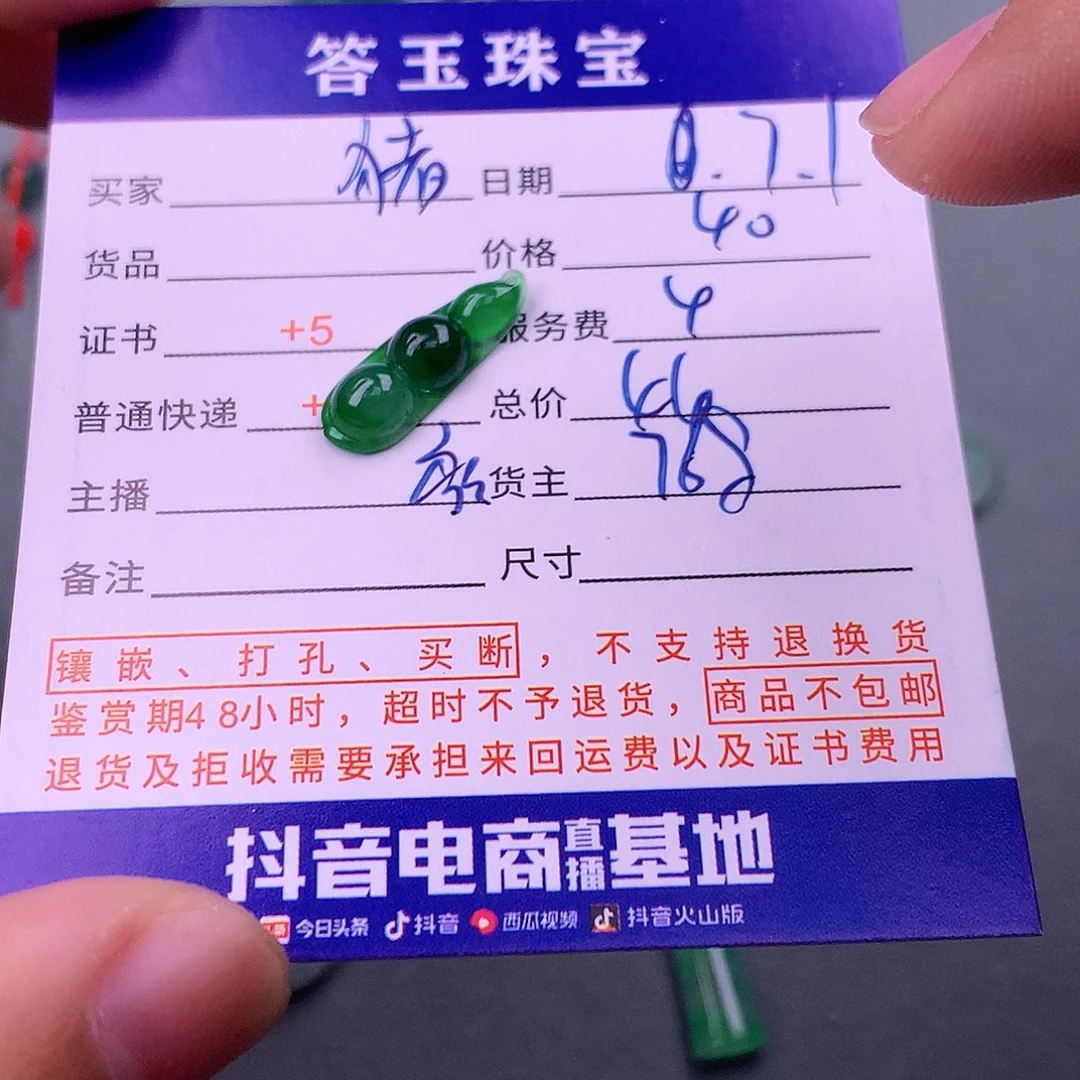 答玉珠宝
买家 猪 日期 .7.1
货品 价格 40
证书 +5 服务费 4
普通快递 + 总价 44
主播 货主
备注 尺寸
镶嵌、打孔、买断，不支持退换货
鉴赏期48小时，超时不予退货，商品不包邮
退货及拒收需要承担来回运费以及证书费用
抖音电商直播基地
今日头条 抖音 西瓜视频 抖音火山版